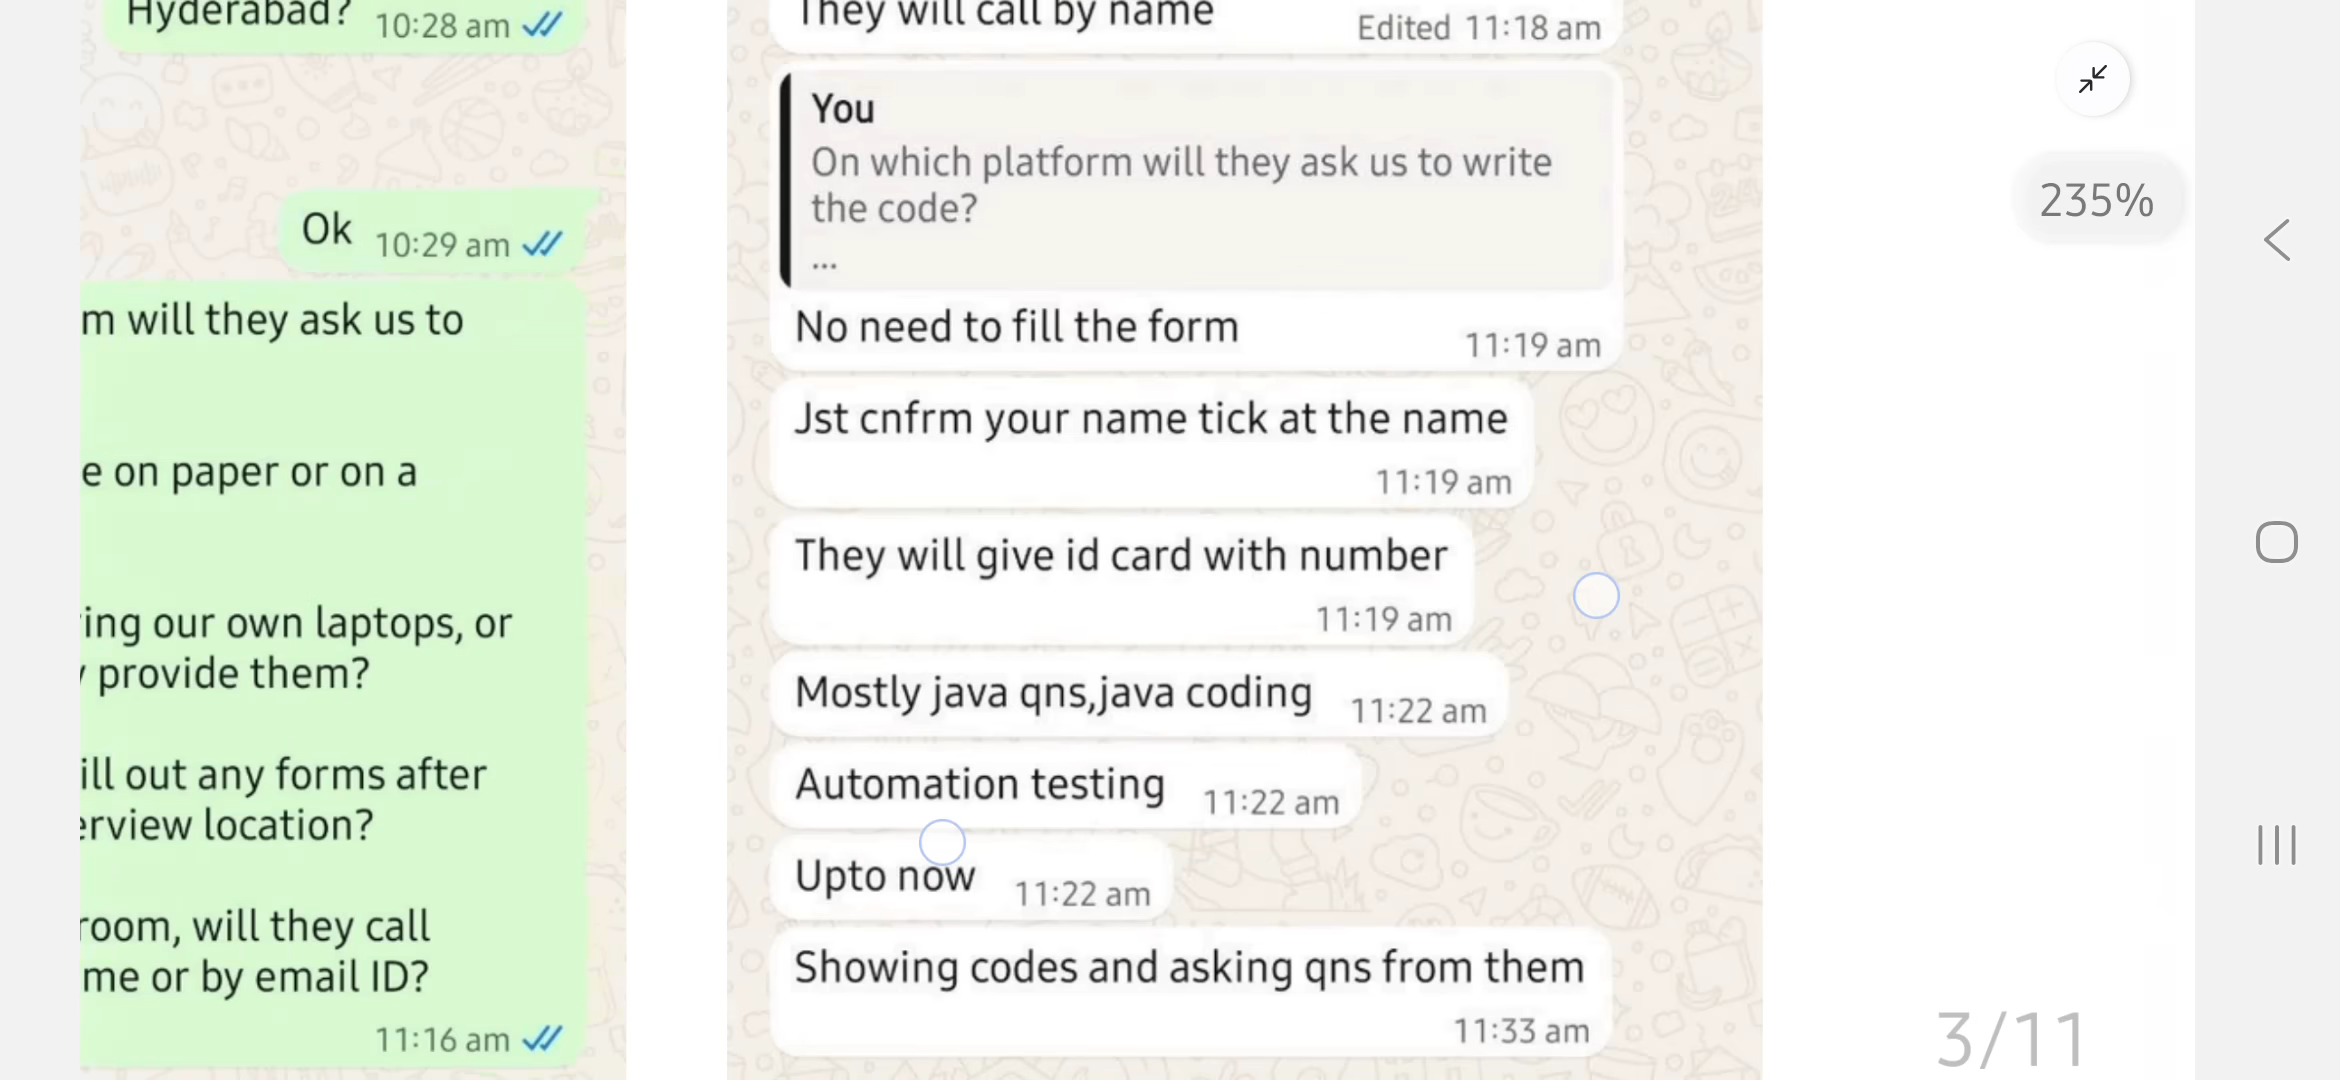 Hyderabad? 10:28 am
Ok 10:29 am
m will they ask us to
e on paper or on a
ing our own laptops, or
provide them?
ill out any forms after
erview location?
room, will they call
me or by email ID?
11:16 am
They will call by name Edited 11:18 am
You
On which platform will they ask us to write
the code?
...
No need to fill the form 11:19 am
Jst cnfrm your name tick at the name
11:19 am
They will give id card with number
11:19 am
Mostly java qns,java coding 11:22 am
Automation testing 11:22 am
Upto now 11:22 am
Showing codes and asking qns from them
11:33 am
235%
3/11